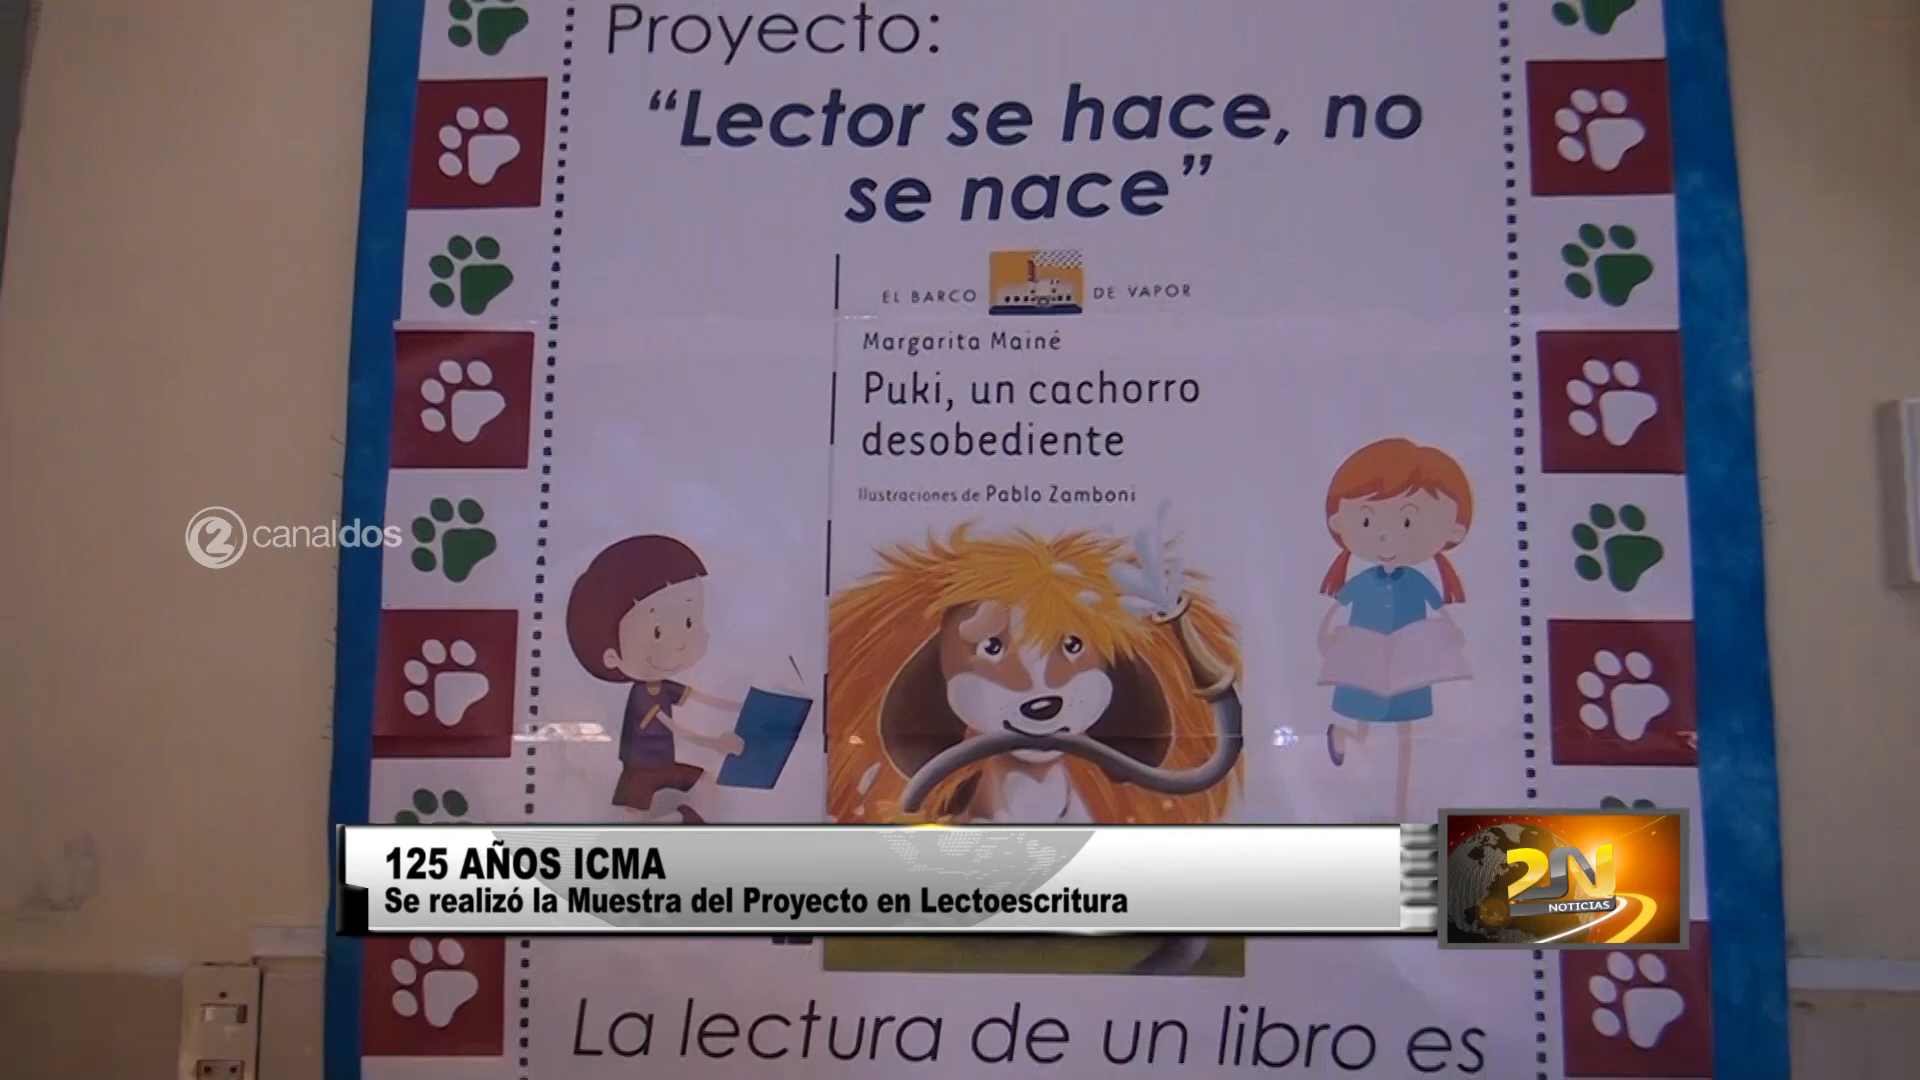 Proyecto:
“Lector se hace, no
se nace”
EL BARCO DE VAPOR
Margarita Mainé
Puki, un cachorro
desobediente
Ilustraciones de Pablo Zamboni
2 canaldos
125 AÑOS ICMA
Se realizó la Muestra del Proyecto en Lectoescritura
2N
NOTICIAS
La lectura de un libro es